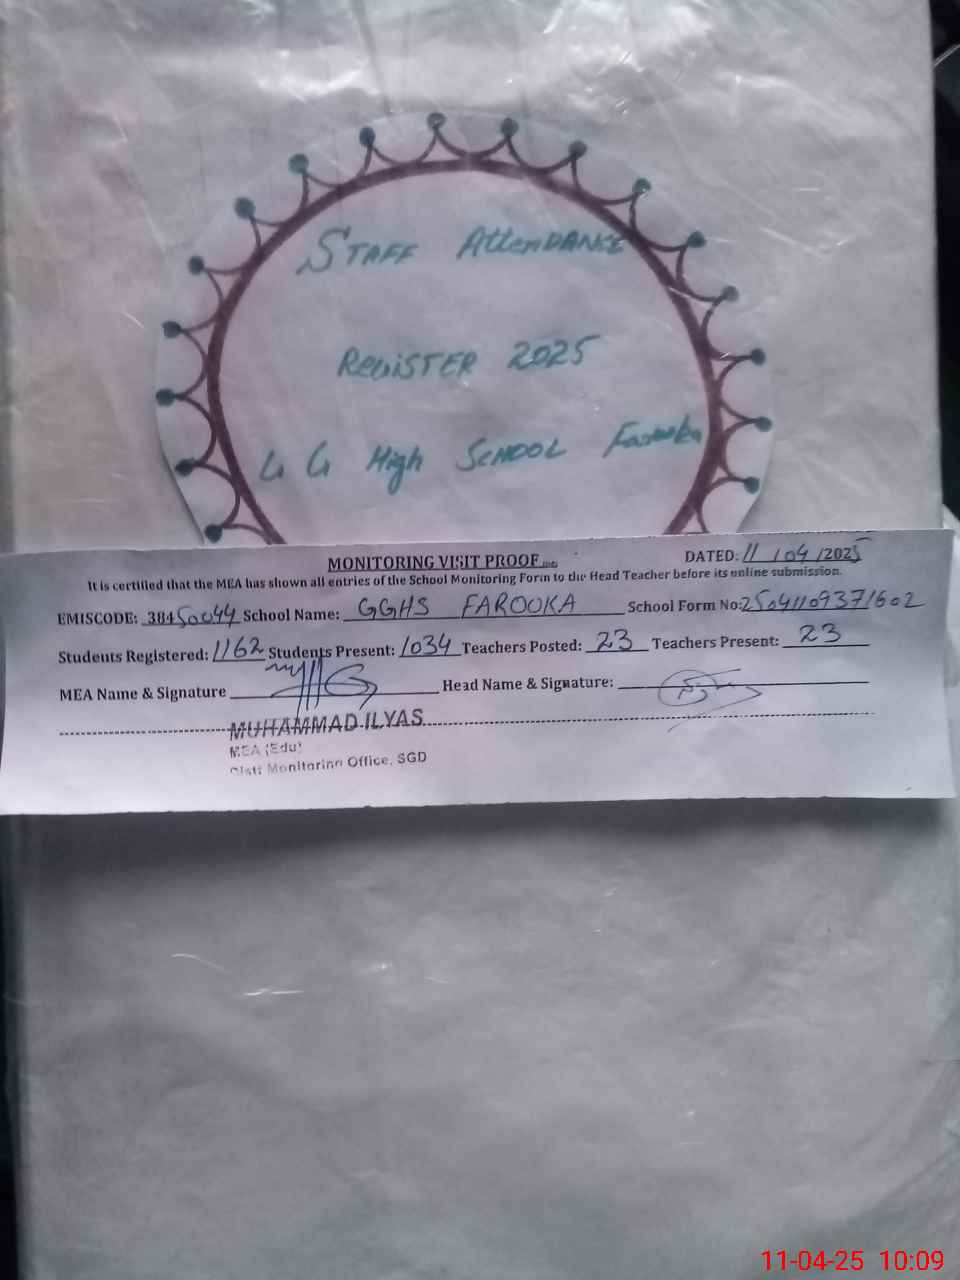 STAFF AttenDANCE
REGISTER 2025
G G High SCHOOL Farooka
MONITORING VISIT PROOF
DATED: 11/04/2025
It is certified that the MEA has shown all entries of the School Monitoring Form to the Head Teacher before its online submission.
EMISCODE: 38450044 School Name: GGHS FAROOKA School Form No: 25041109371602
Students Registered: 1162 Students Present: 1034 Teachers Posted: 23 Teachers Present: 23
MEA Name & Signature Head Name & Signature:
MUHAMMAD ILYAS
MEA (Edu)
Distt Monitoring Office, SGD
11-04-25 10:09